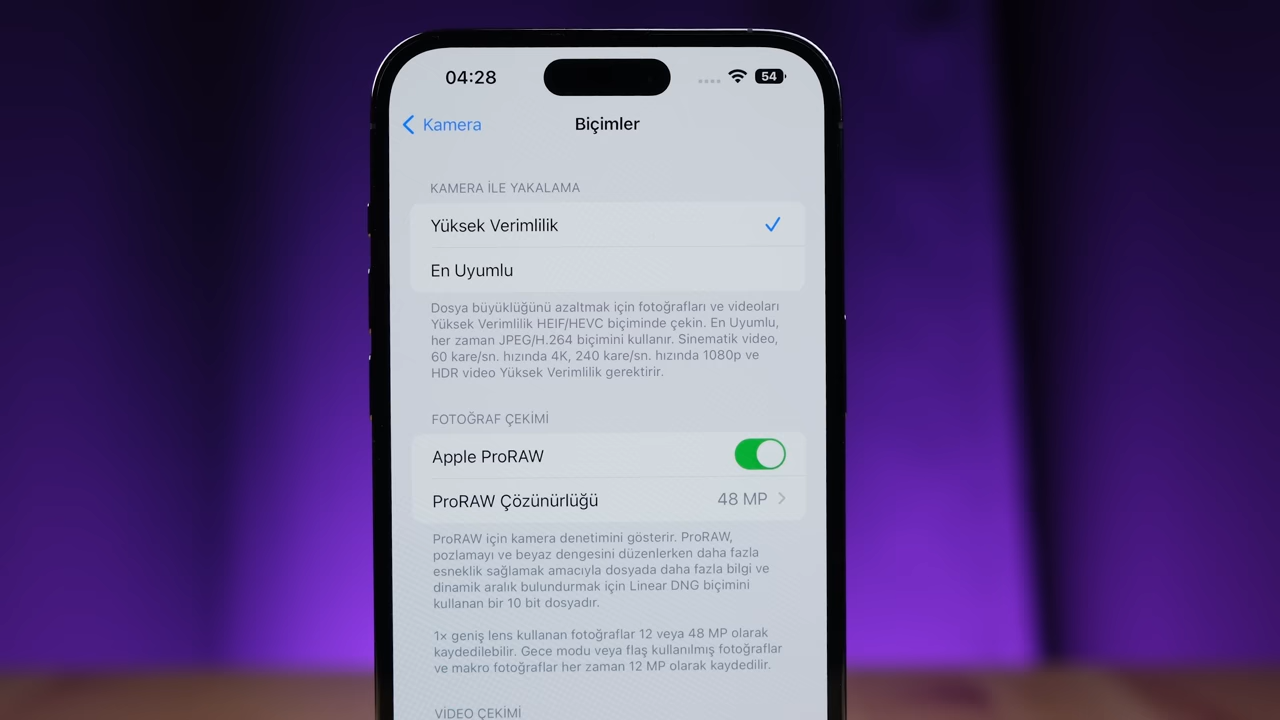 04:28
54
Kamera
Biçimler
KAMERA İLE YAKALAMA
Yüksek Verimlilik
En Uyumlu
Dosya büyüklüğünü azaltmak için fotoğrafları ve videoları
Yüksek Verimlilik HEIF/HEVC biçiminde çekin. En Uyumlu,
her zaman JPEG/H.264 biçimini kullanır. Sinematik video,
60 kare/sn. hızında 4K, 240 kare/sn. hızında 1080p ve
HDR video Yüksek Verimlilik gerektirir.
FOTOĞRAF ÇEKİMİ
Apple ProRAW
ProRAW Çözünürlüğü
48 MP
ProRAW için kamera denetimini gösterir. ProRAW,
pozlamayı ve beyaz dengesini düzenlerken daha fazla
esneklik sağlamak amacıyla dosyada daha fazla bilgi ve
dinamik aralık bulundurmak için Linear DNG biçimini
kullanan bir 10 bit dosyadır.
1× geniş lens kullanan fotoğraflar 12 veya 48 MP olarak
kaydedilebilir. Gece modu veya flaş kullanılmış fotoğraflar
ve makro fotoğraflar her zaman 12 MP olarak kaydedilir.
VİDEO ÇEKİMİ